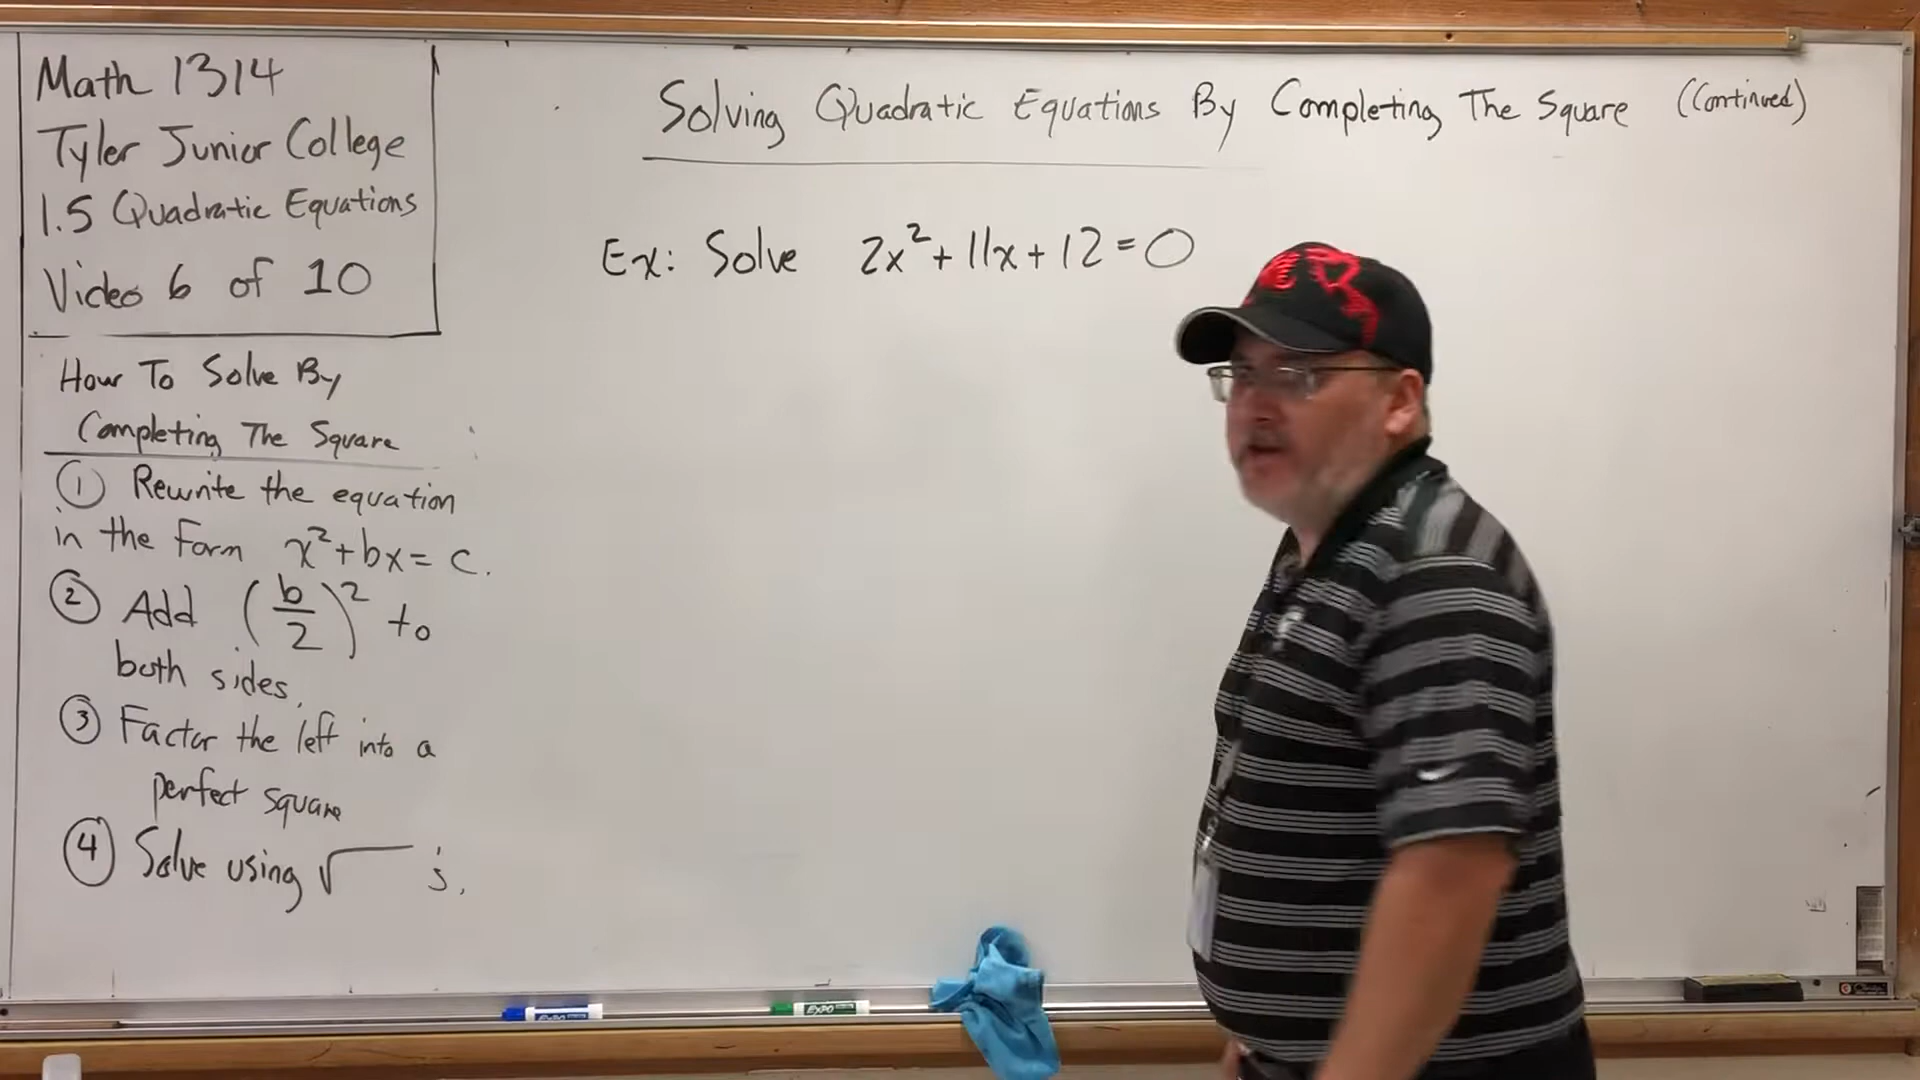 Math 1314
Tyler Junior College
1.5 Quadratic Equations
Video 6 of 10
How To Solve By
Completing The Square
① Rewrite the equation
in the form x²+bx = c.
② Add (b/2)² to
both sides.
③ Factor the left into a
perfect square
④ Solve using √ 's.
Solving Quadratic Equations By Completing The Square (Continued)
Ex: Solve 2x²+11x+12=0
EXPO
EXPO